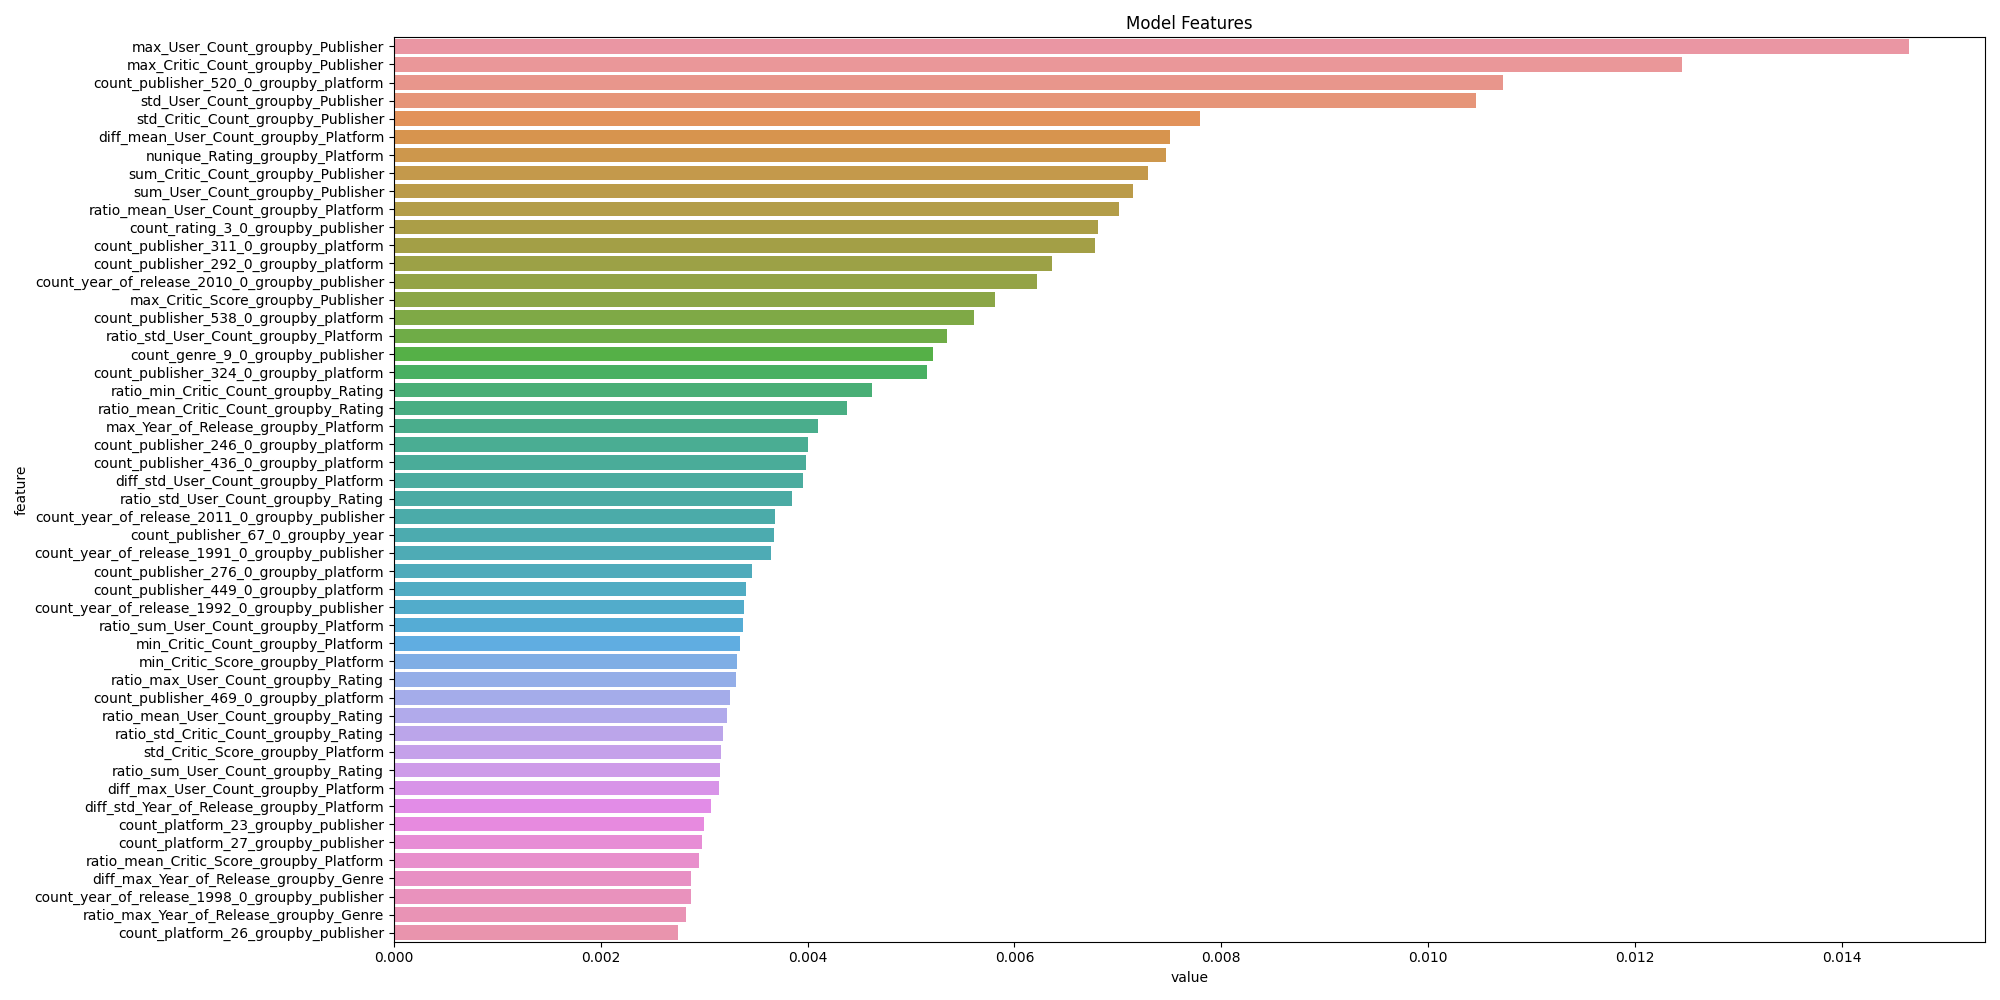 Model Features
max_User_Count_groupby_Publisher
max_Critic_Count_groupby_Publisher
count_publisher_520_0_groupby_platform
std_User_Count_groupby_Publisher
std_Critic_Count_groupby_Publisher
diff_mean_User_Count_groupby_Platform
nunique_Rating_groupby_Platform
sum_Critic_Count_groupby_Publisher
sum_User_Count_groupby_Publisher
ratio_mean_User_Count_groupby_Platform
count_rating_3_0_groupby_publisher
count_publisher_311_0_groupby_platform
count_publisher_292_0_groupby_platform
count_year_of_release_2010_0_groupby_publisher
max_Critic_Score_groupby_Publisher
count_publisher_538_0_groupby_platform
ratio_std_User_Count_groupby_Platform
count_genre_9_0_groupby_publisher
count_publisher_324_0_groupby_platform
ratio_min_Critic_Count_groupby_Rating
ratio_mean_Critic_Count_groupby_Rating
max_Year_of_Release_groupby_Platform
count_publisher_246_0_groupby_platform
count_publisher_436_0_groupby_platform
diff_std_User_Count_groupby_Platform
ratio_std_User_Count_groupby_Rating
count_year_of_release_2011_0_groupby_publisher
count_publisher_67_0_groupby_year
count_year_of_release_1991_0_groupby_publisher
count_publisher_276_0_groupby_platform
count_publisher_449_0_groupby_platform
count_year_of_release_1992_0_groupby_publisher
ratio_sum_User_Count_groupby_Platform
min_Critic_Count_groupby_Platform
min_Critic_Score_groupby_Platform
ratio_max_User_Count_groupby_Rating
count_publisher_469_0_groupby_platform
ratio_mean_User_Count_groupby_Rating
ratio_std_Critic_Count_groupby_Rating
std_Critic_Score_groupby_Platform
ratio_sum_User_Count_groupby_Rating
diff_max_User_Count_groupby_Platform
diff_std_Year_of_Release_groupby_Platform
count_platform_23_groupby_publisher
count_platform_27_groupby_publisher
ratio_mean_Critic_Score_groupby_Platform
diff_max_Year_of_Release_groupby_Genre
count_year_of_release_1998_0_groupby_publisher
ratio_max_Year_of_Release_groupby_Genre
count_platform_26_groupby_publisher
feature
0.000 0.002 0.004 0.006 0.008 0.010 0.012 0.014
value